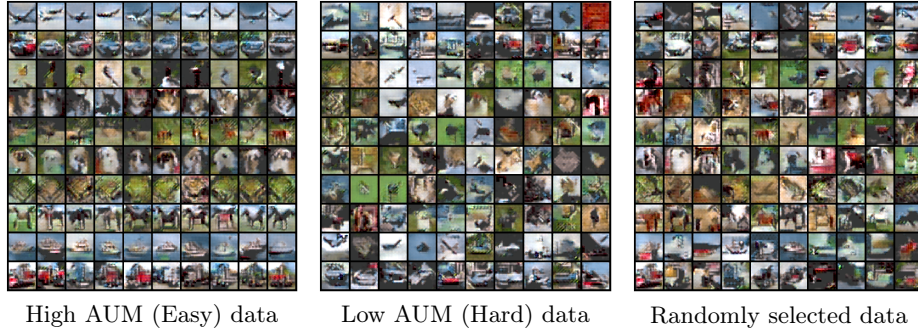 High AUM (Easy) data
Low AUM (Hard) data
Randomly selected data